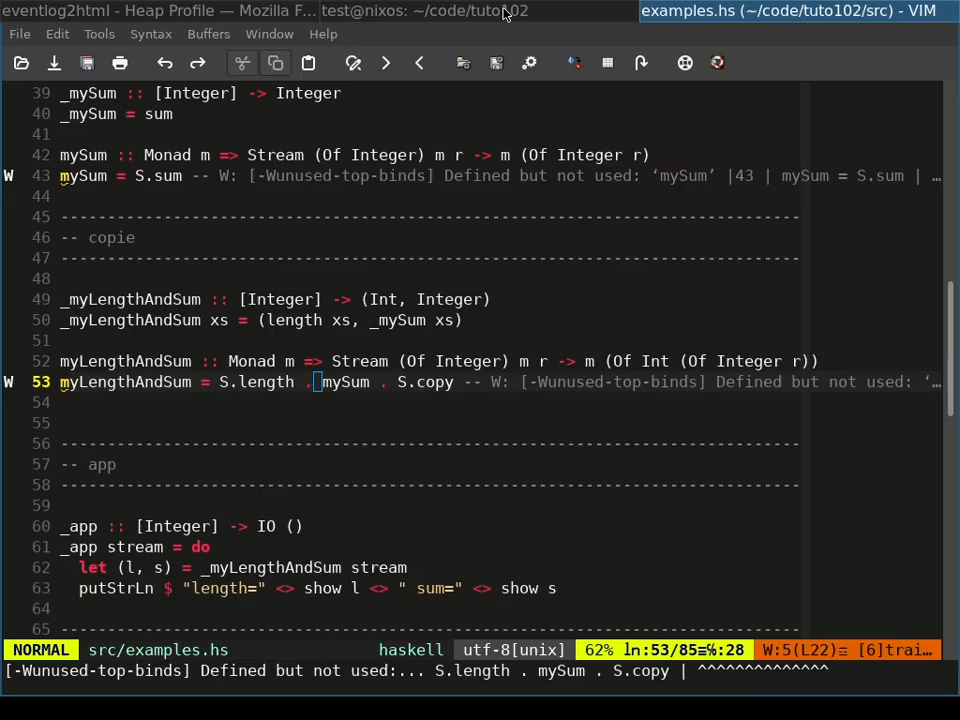 eventlog2html - Heap Profile — Mozilla F... test@nixos: ~/code/tuto102 examples.hs (~/code/tuto102/src) - VIM
File Edit Tools Syntax Buffers Window Help
39 _mySum :: [Integer] -> Integer
40 _mySum = sum
41
42 mySum :: Monad m => Stream (Of Integer) m r -> m (Of Integer r)
W 43 mySum = S.sum -- W: [-Wunused-top-binds] Defined but not used: ‘mySum’ |43 | mySum = S.sum | …
44
45 -------------------------------------------------------------------------------
46 -- copie
47 -------------------------------------------------------------------------------
48
49 _myLengthAndSum :: [Integer] -> (Int, Integer)
50 _myLengthAndSum xs = (length xs, _mySum xs)
51
52 myLengthAndSum :: Monad m => Stream (Of Integer) m r -> m (Of Int (Of Integer r))
W 53 myLengthAndSum = S.length . mySum . S.copy -- W: [-Wunused-top-binds] Defined but not used: ‘…
54
55
56 -------------------------------------------------------------------------------
57 -- app
58 -------------------------------------------------------------------------------
59
60 _app :: [Integer] -> IO ()
61 _app stream = do
62   let (l, s) = _myLengthAndSum stream
63   putStrLn $ "length=" <> show l <> " sum=" <> show s
64
65 -------------------------------------------------------------------------------
NORMAL src/examples.hs haskell utf-8[unix] 62% ln:53/85≡℅:28 W:5(L22)≡ [6]trai…
[-Wunused-top-binds] Defined but not used:... S.length . mySum . S.copy | ^^^^^^^^^^^^^^